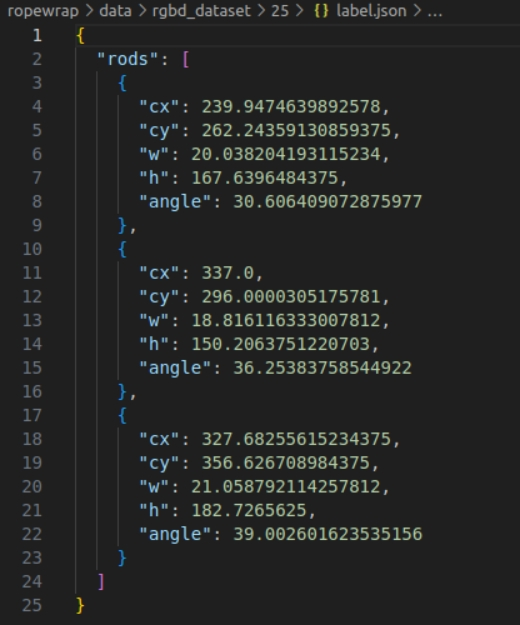 ropewrap > data > rgbd_dataset > 25 > {} label.json > ...
1 {
2 "rods": [
3 {
4 "cx": 239.9474639892578,
5 "cy": 262.24359130859375,
6 "w": 20.038204193115234,
7 "h": 167.6396484375,
8 "angle": 30.606409072875977
9 },
10 {
11 "cx": 337.0,
12 "cy": 296.0000305175781,
13 "w": 18.816116333007812,
14 "h": 150.2063751220703,
15 "angle": 36.25383758544922
16 },
17 {
18 "cx": 327.68255615234375,
19 "cy": 356.626708984375,
20 "w": 21.058792114257812,
21 "h": 182.7265625,
22 "angle": 39.002601623535156
23 }
24 ]
25 }